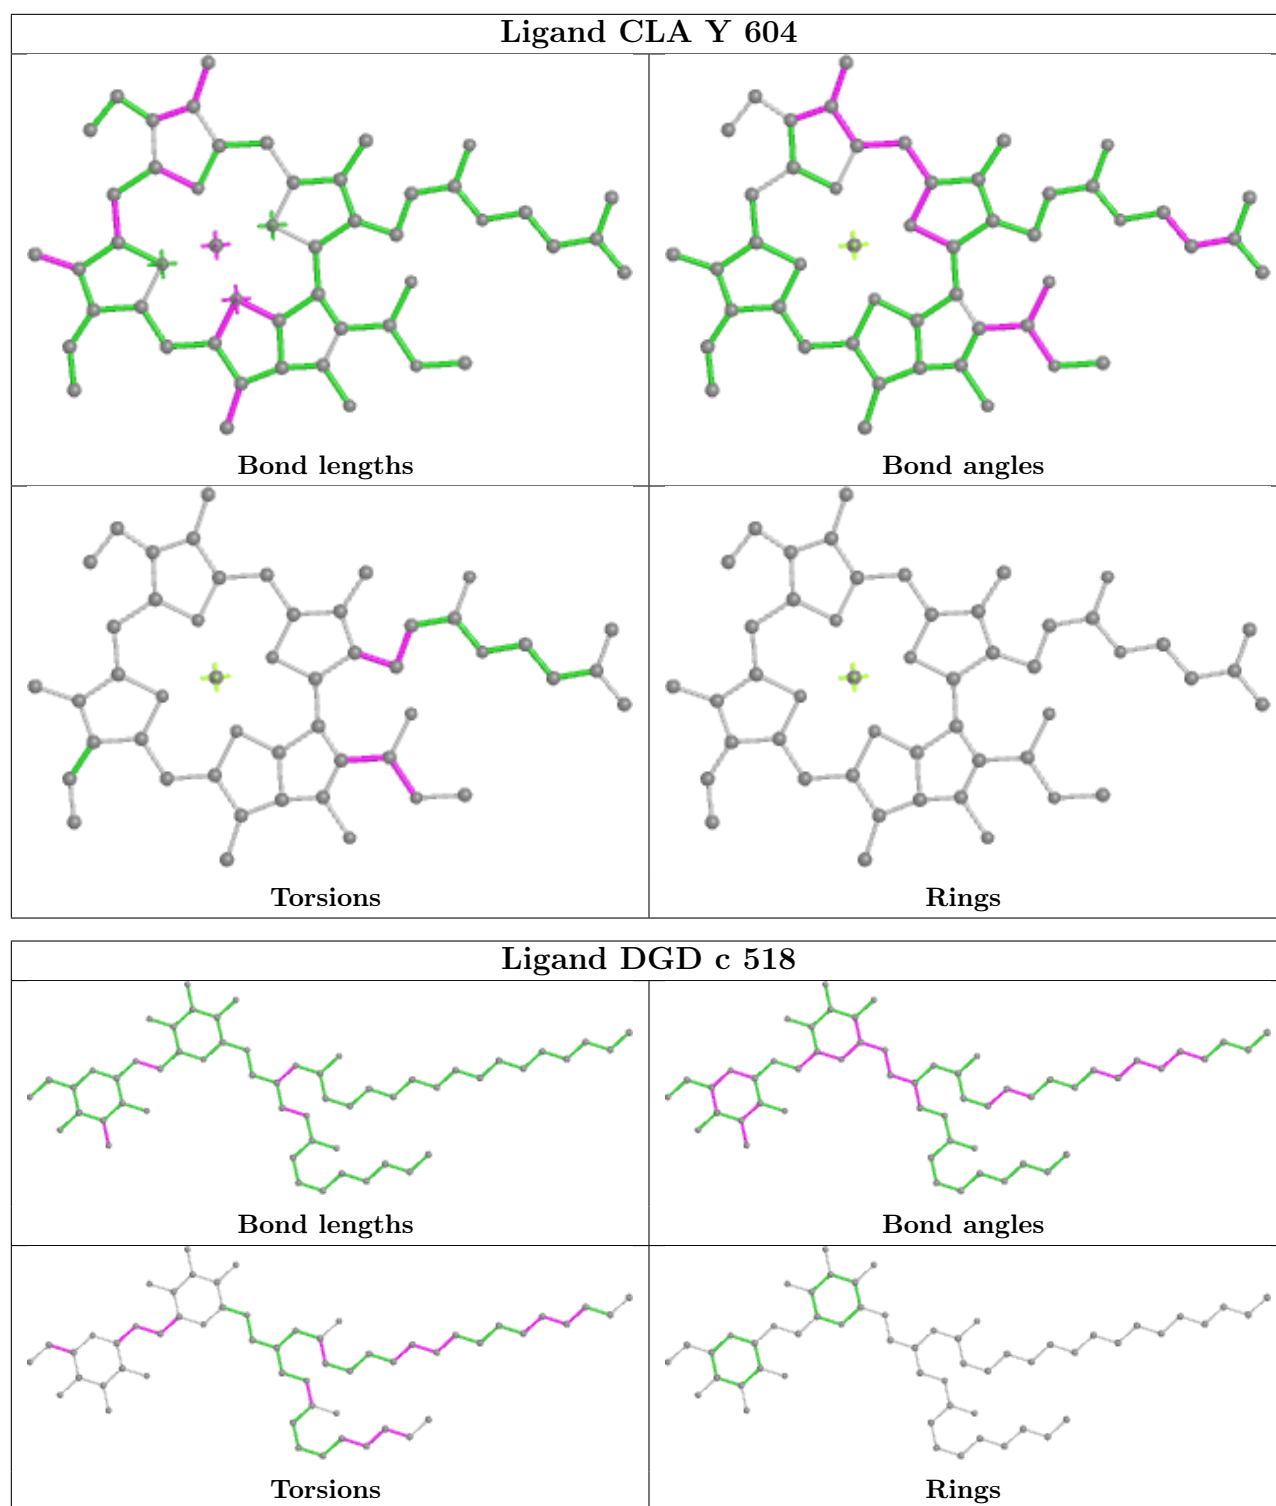 Ligand CLA Y 604
Bond lengths
Bond angles
Torsions
Rings
Ligand DGD c 518
Bond lengths
Bond angles
Torsions
Rings